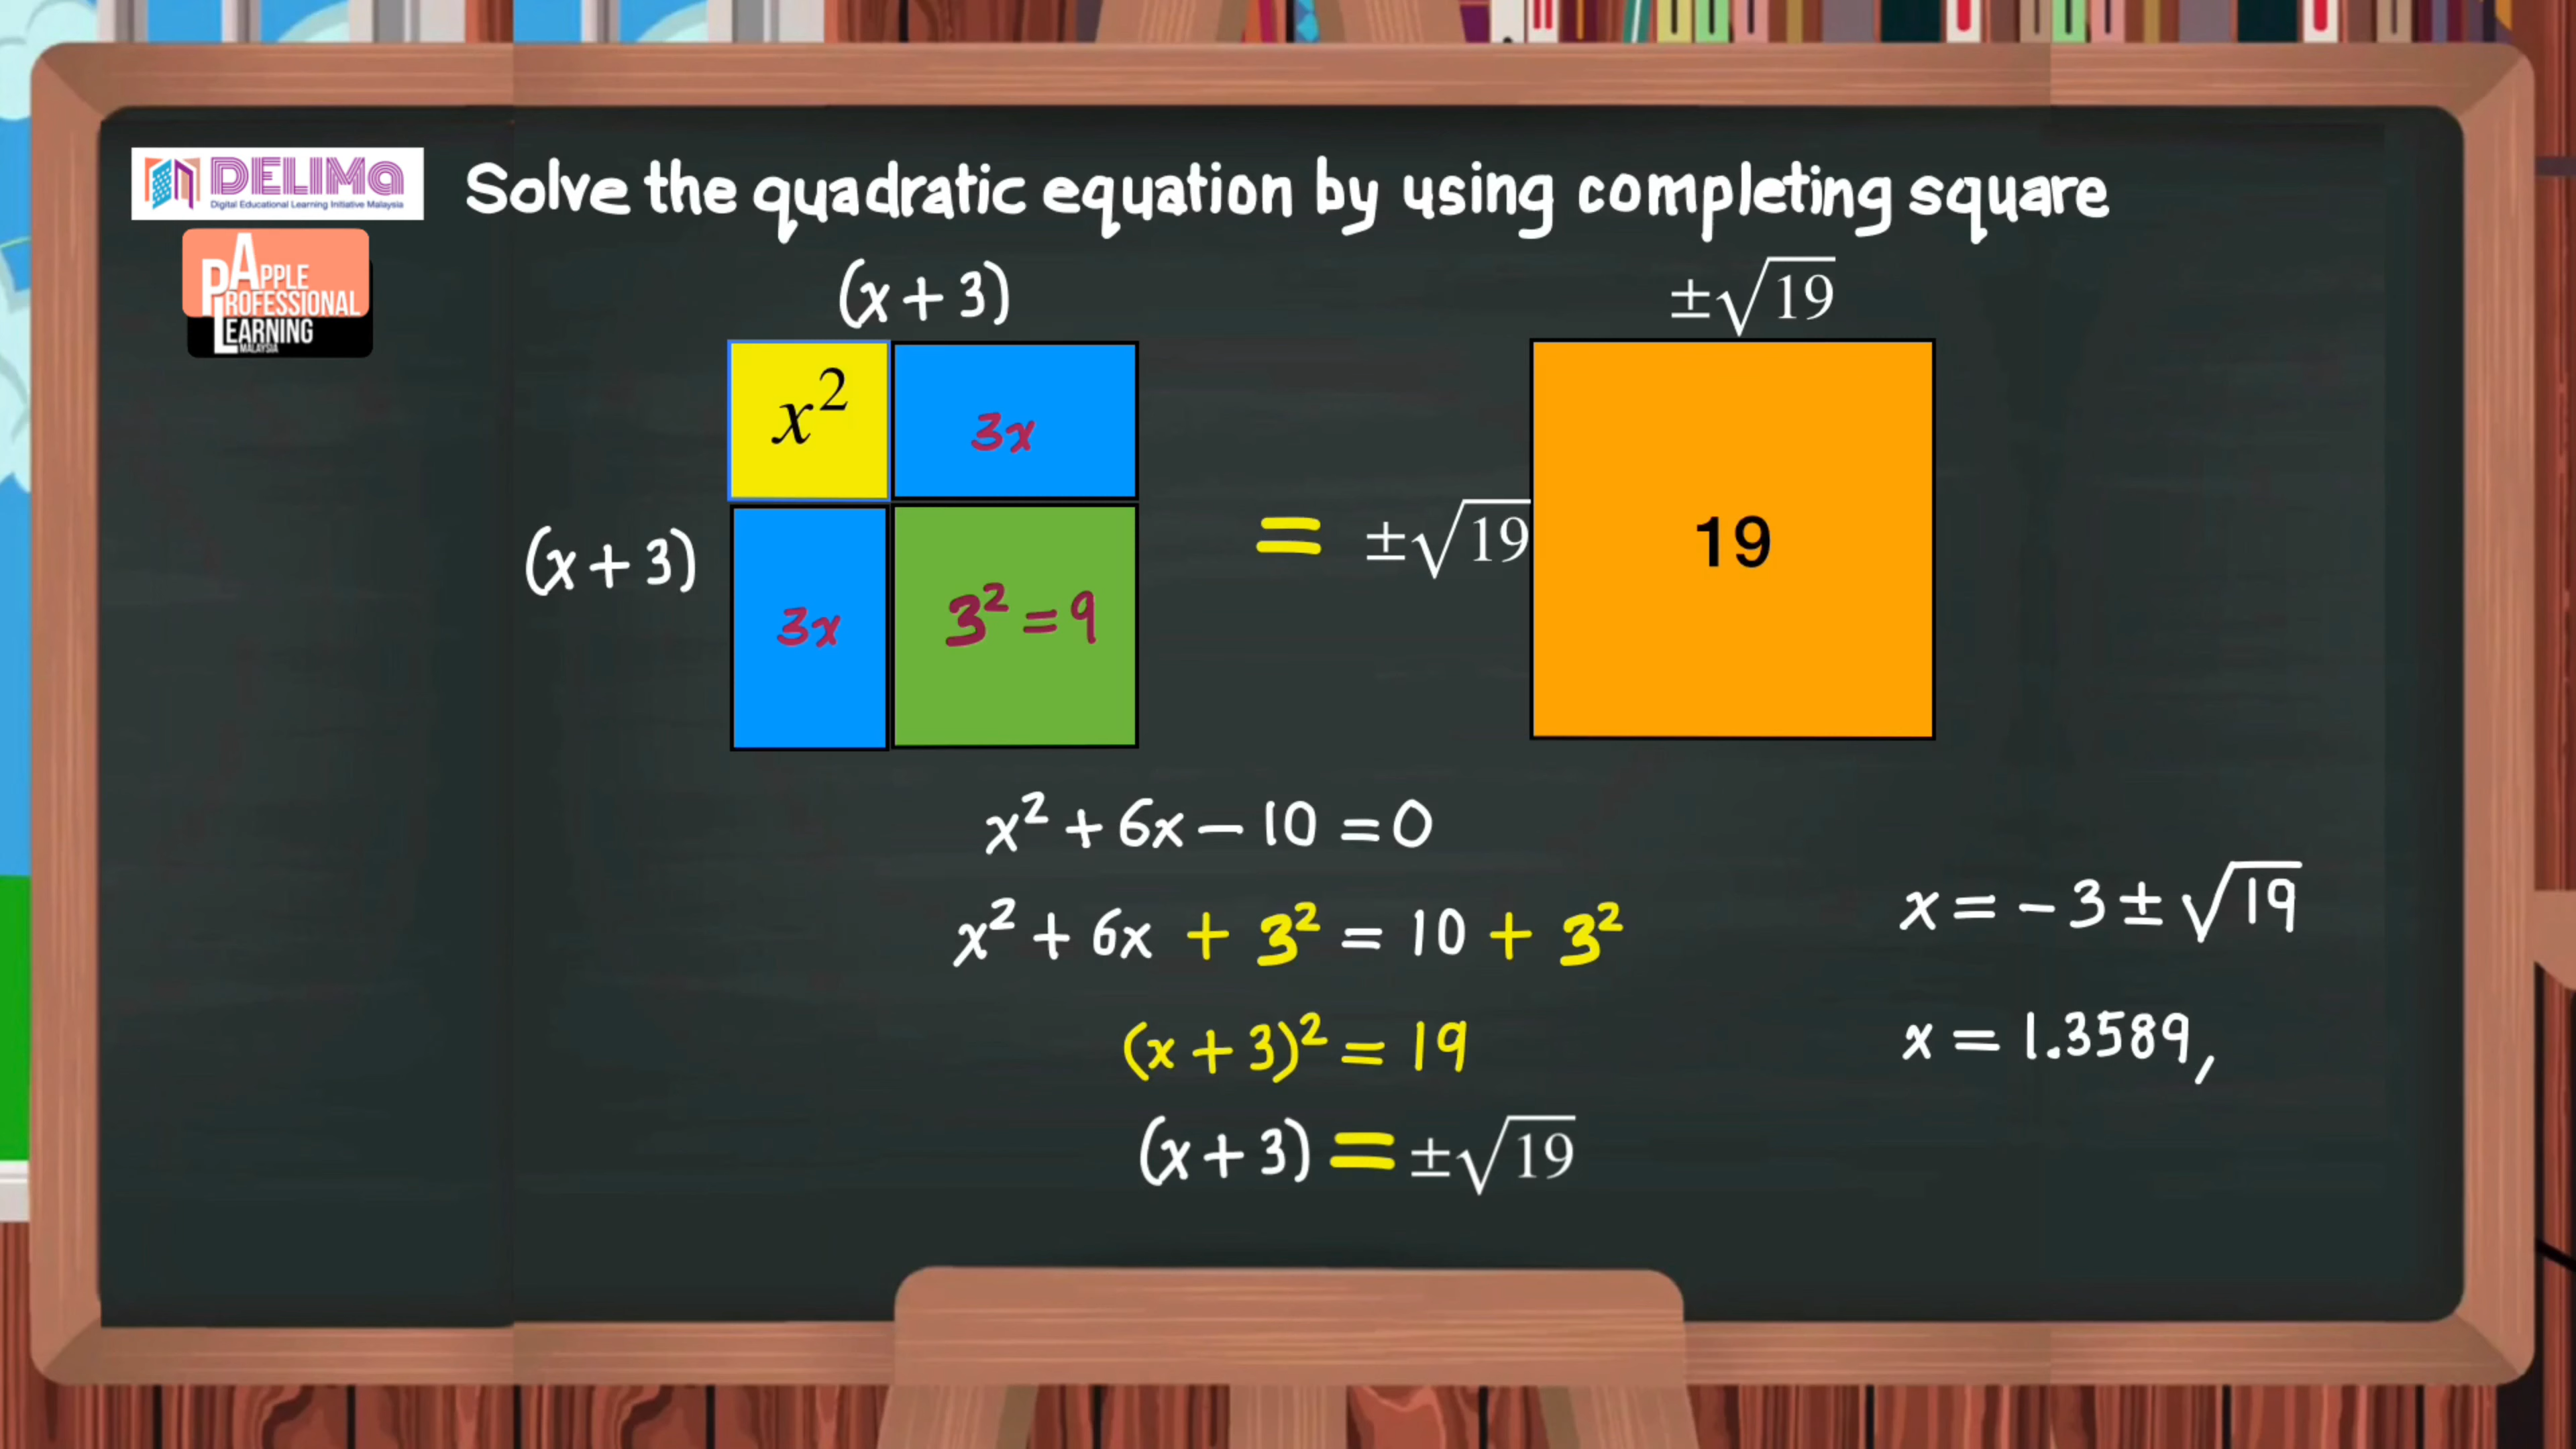 DELIMa
Digital Educational Learning Initiative Malaysia
APPLE
PROFESSIONAL
LEARNING
MALAYSIA
Solve the quadratic equation by using completing square
(x + 3)
±√19
x²
3x
(x + 3)
3x
3² = 9
=
±√19
19
x² + 6x − 10 = 0
x² + 6x + 3² = 10 + 3²
(x + 3)² = 19
(x + 3) = ±√19
x = − 3 ± √19
x = 1.3589,